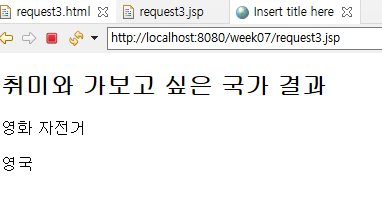 request3.html request3.jsp Insert title here
http://localhost:8080/week07/request3.jsp
취미와 가보고 싶은 국가 결과
영화 자전거
영국